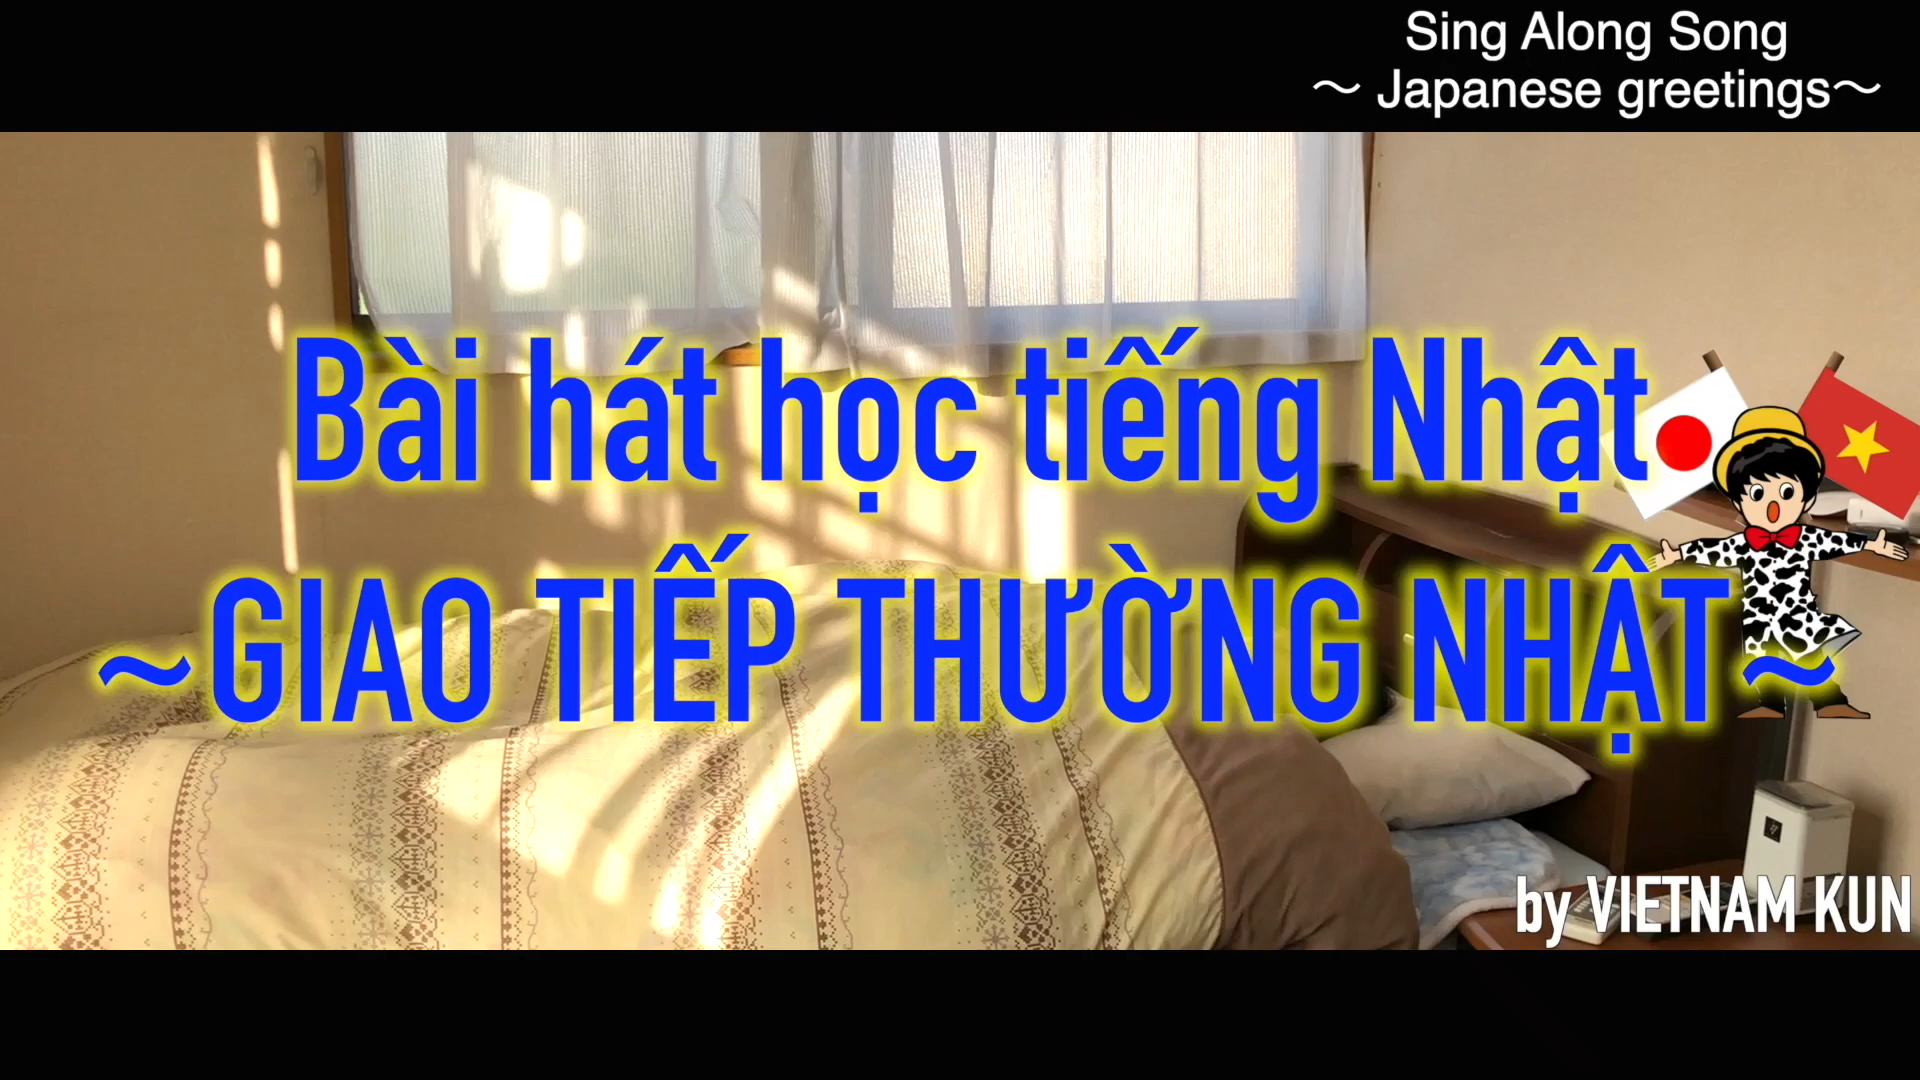 Sing Along Song
〜 Japanese greetings〜
Bài hát học tiếng Nhật
~GIAO TIẾP THƯỜNG NHẬT~
by VIETNAM KUN